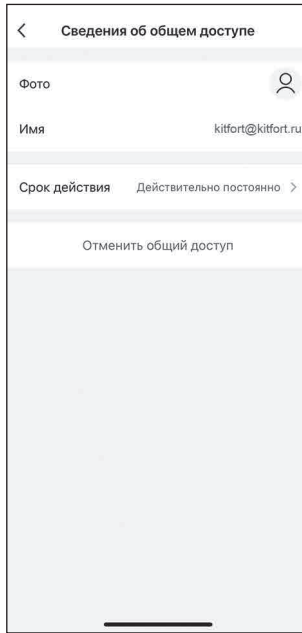 Сведения об общем доступе
Фото
Имя kitfort@kitfort.ru
Срок действия Действительно постоянно
Отменить общий доступ